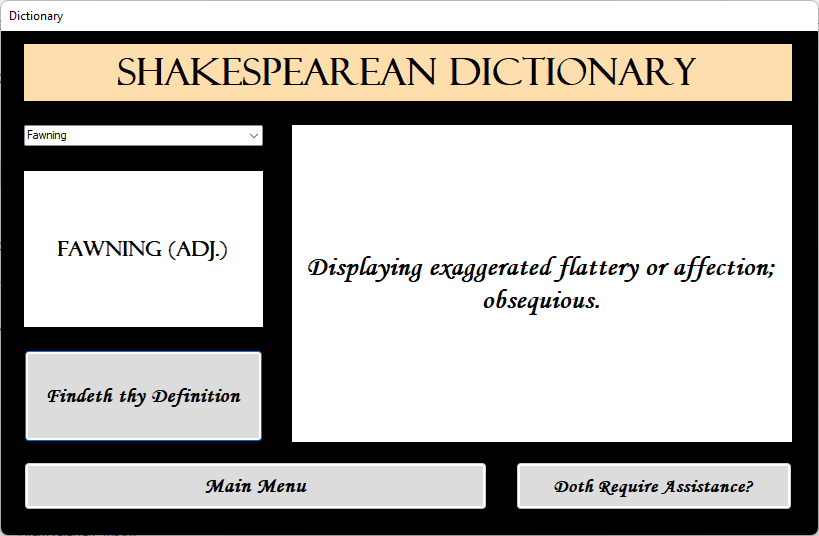 Dictionary
SHAKESPEAREAN DICTIONARY
Fawning
FAWNING (ADJ.)
Displaying exaggerated flattery or affection;
obsequious.
Findeth thy Definition
Main Menu
Doth Require Assistance?